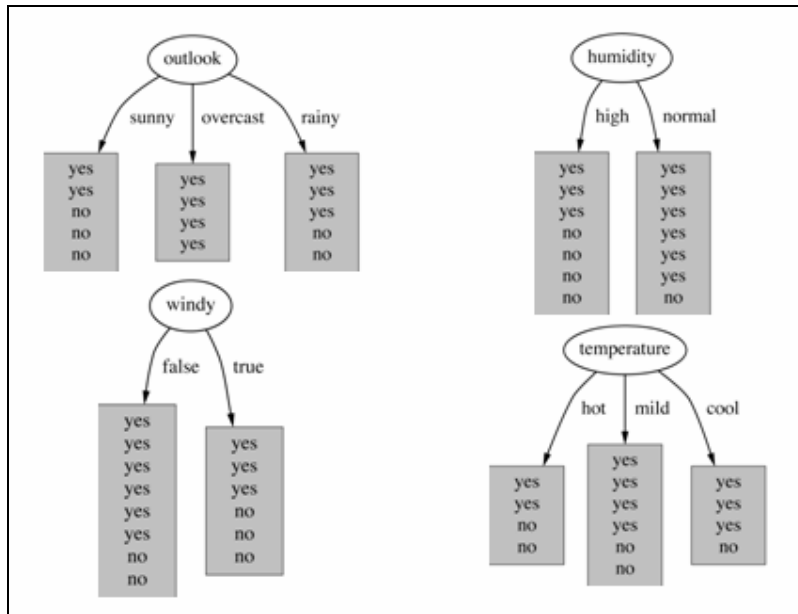 outlook
sunny overcast rainy
yes
yes
no
no
no
yes
yes
yes
yes
yes
yes
yes
no
no
humidity
high normal
yes
yes
yes
no
no
no
no
yes
yes
yes
yes
yes
yes
no
windy
false true
yes
yes
yes
yes
yes
yes
no
no
yes
yes
yes
no
no
no
temperature
hot mild cool
yes
yes
no
no
yes
yes
yes
yes
no
no
yes
yes
yes
no